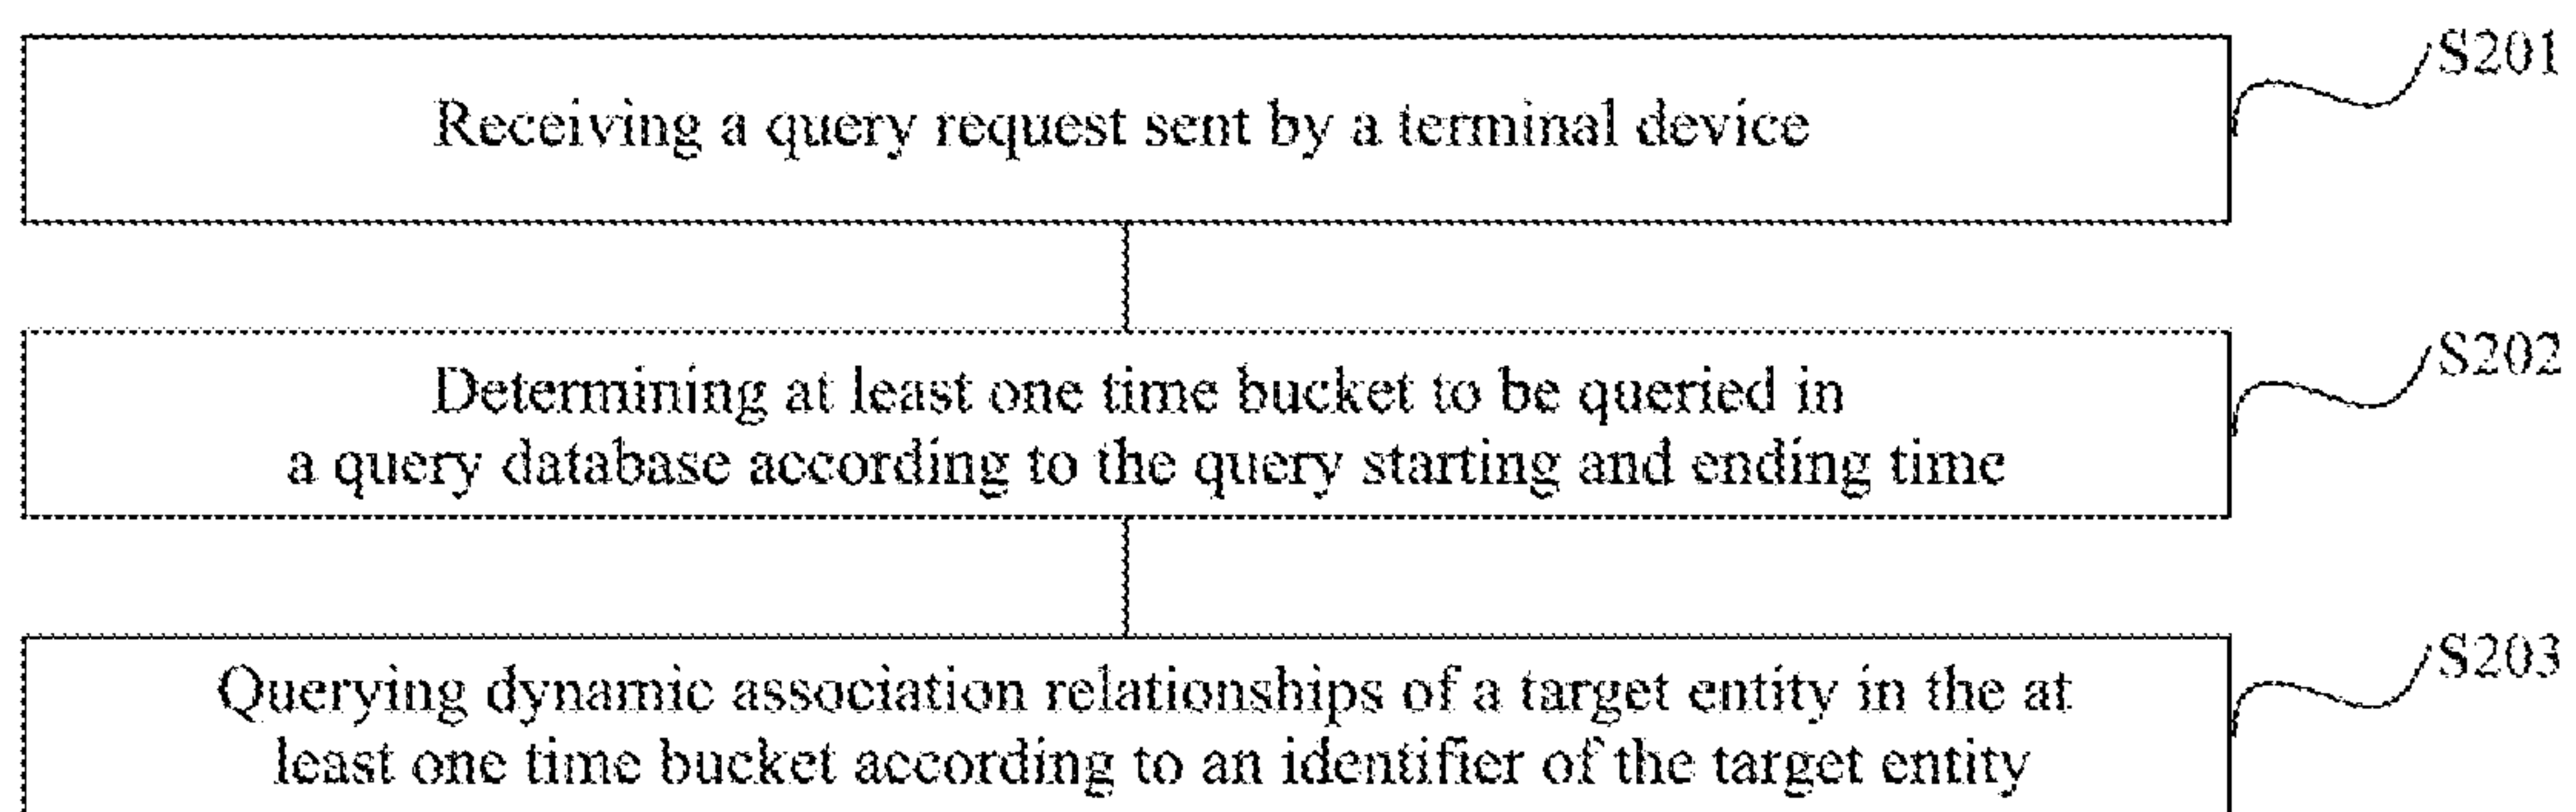 S201
Receiving a query request sent by a terminal device
S202
Determining at least one time bucket to be queried in
a query database according to the query starting and ending time
S203
Querying dynamic association relationships of a target entity in the at
least one time bucket according to an identifier of the target entity